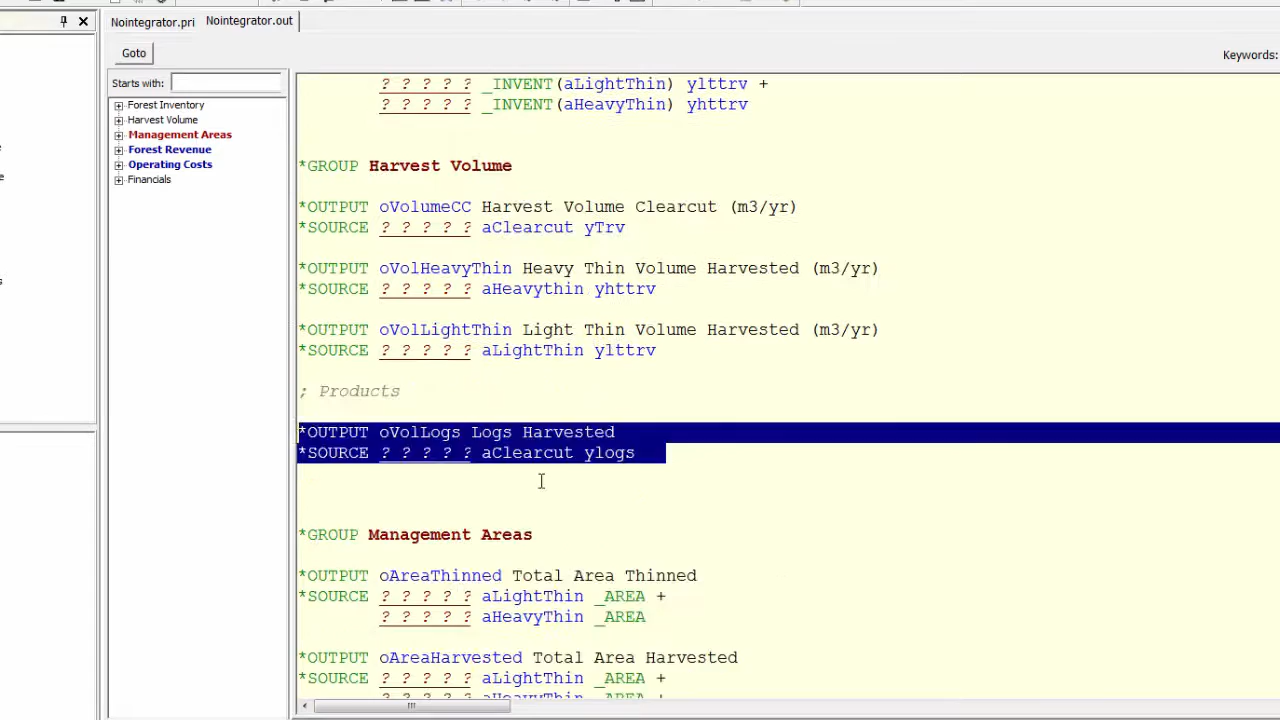 Nointegrator.pri Nointegrator.out
Goto
Keywords:
Starts with:
Forest Inventory
Harvest Volume
Management Areas
Forest Revenue
Operating Costs
Financials
? ? ? ? ? _INVENT(aLightThin) ylttrv +
? ? ? ? ? _INVENT(aHeavyThin) yhttrv
*GROUP Harvest Volume
*OUTPUT oVolumeCC Harvest Volume Clearcut (m3/yr)
*SOURCE ? ? ? ? ? aClearcut yTrv
*OUTPUT oVolHeavyThin Heavy Thin Volume Harvested (m3/yr)
*SOURCE ? ? ? ? ? aHeavythin yhttrv
*OUTPUT oVolLightThin Light Thin Volume Harvested (m3/yr)
*SOURCE ? ? ? ? ? aLightThin ylttrv
; Products
*OUTPUT oVolLogs Logs Harvested
*SOURCE ? ? ? ? ? aClearcut ylogs
*GROUP Management Areas
*OUTPUT oAreaThinned Total Area Thinned
*SOURCE ? ? ? ? ? aLightThin _AREA +
? ? ? ? ? aHeavyThin _AREA
*OUTPUT oAreaHarvested Total Area Harvested
*SOURCE ? ? ? ? ? aLightThin _AREA +
? ? ? ? ? aHeavyThin _AREA +